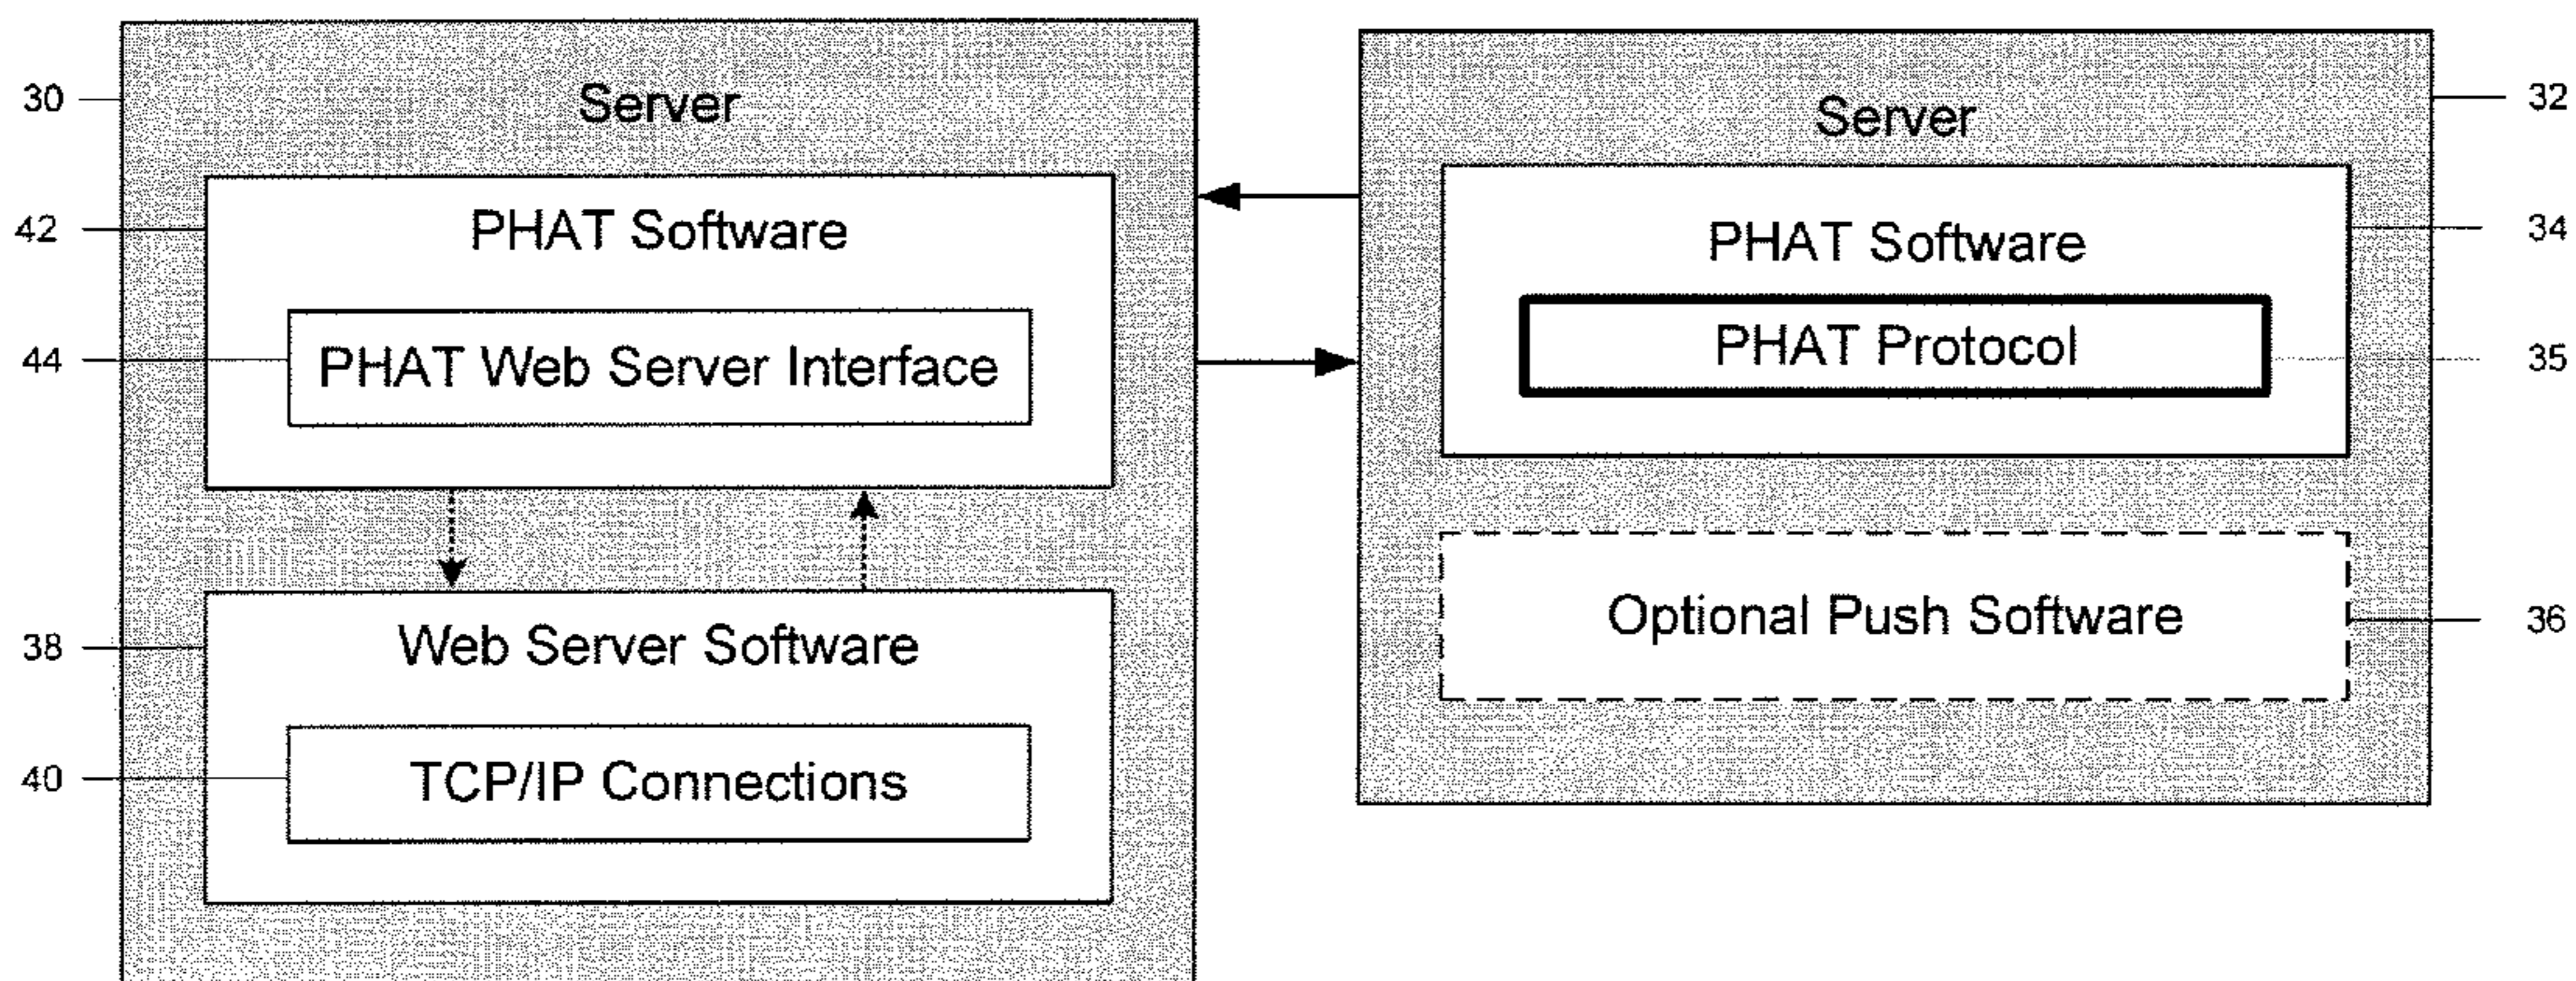 30
Server
42
PHAT Software
44
PHAT Web Server Interface
38
Web Server Software
40
TCP/IP Connections
Server
32
PHAT Software
34
PHAT Protocol
35
Optional Push Software
36